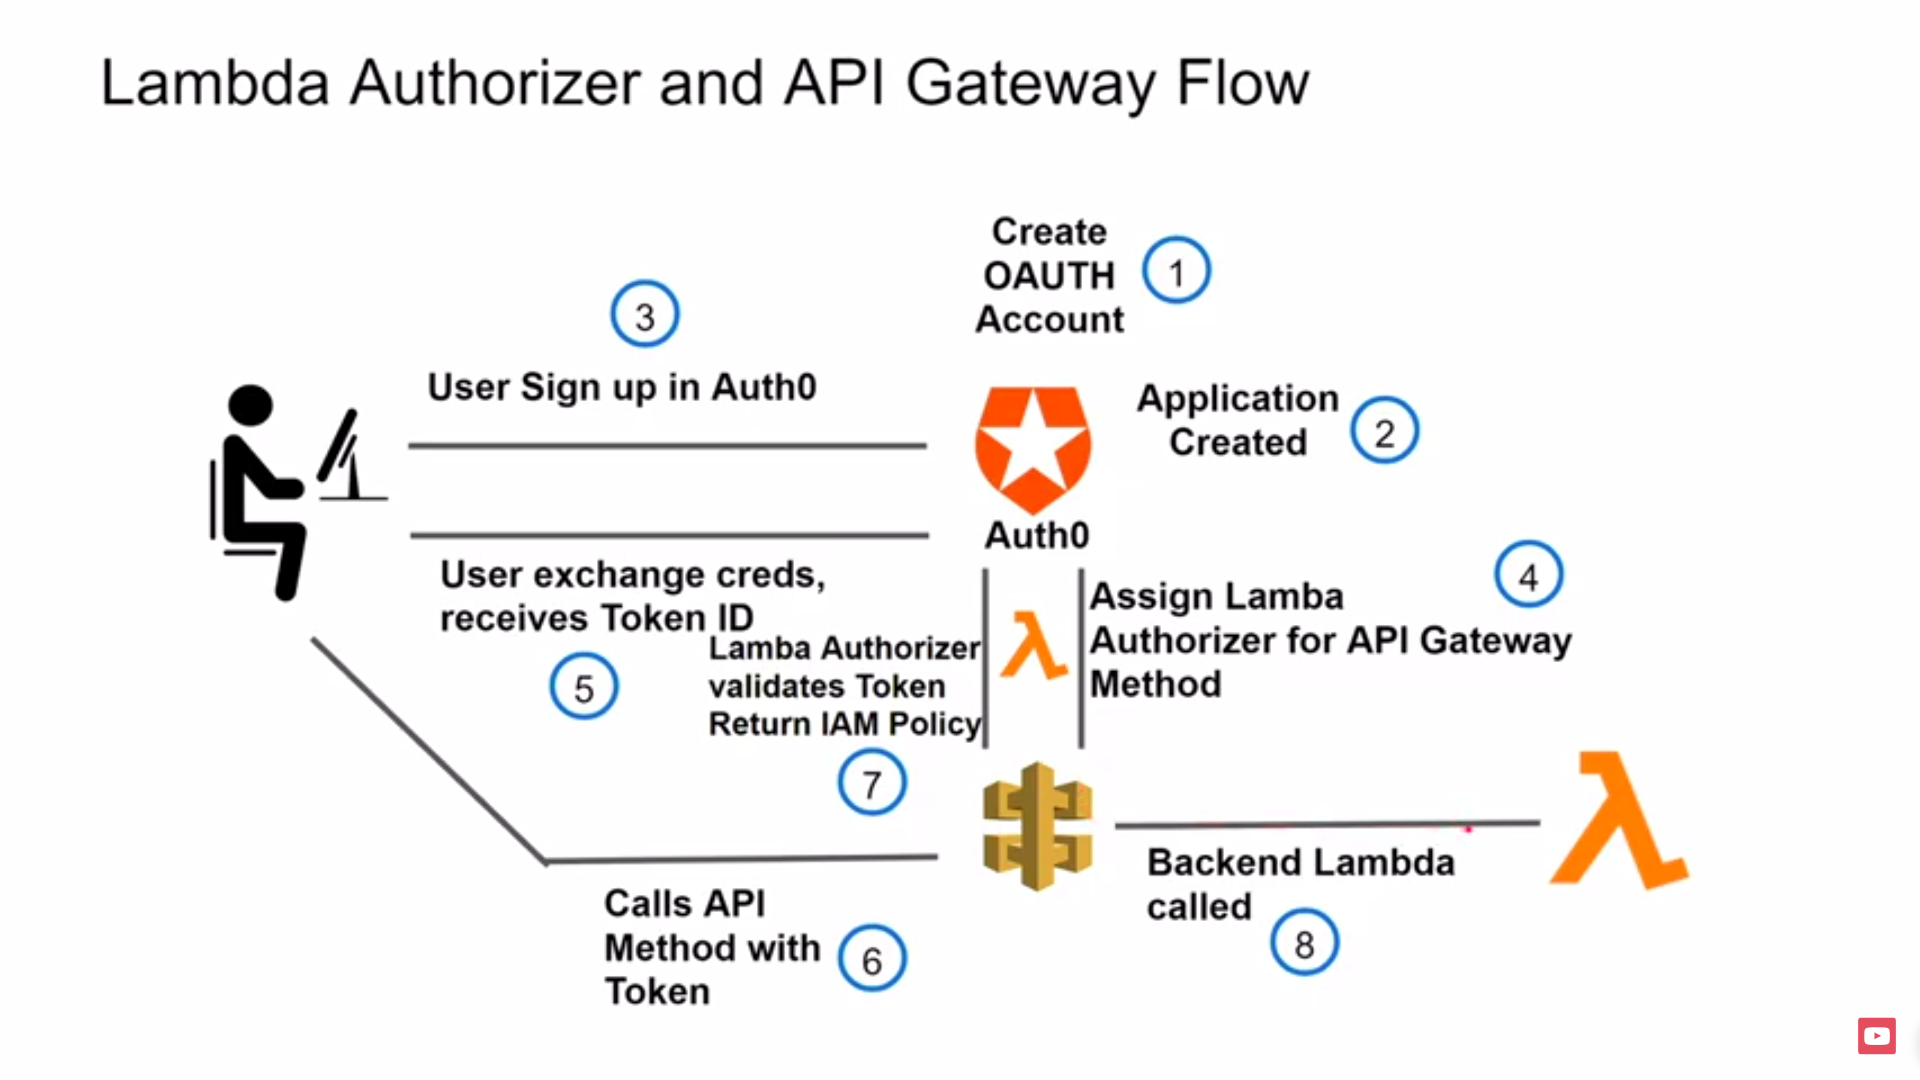 Lambda Authorizer and API Gateway Flow
Create
OAUTH
Account
1
3
User Sign up in Auth0
Application
Created
2
Auth0
User exchange creds,
receives Token ID
5
4
Assign Lamba
Authorizer for API Gateway
Method
Lamba Authorizer
validates Token
Return IAM Policy
7
Calls API
Method with
Token
6
Backend Lambda
called
8